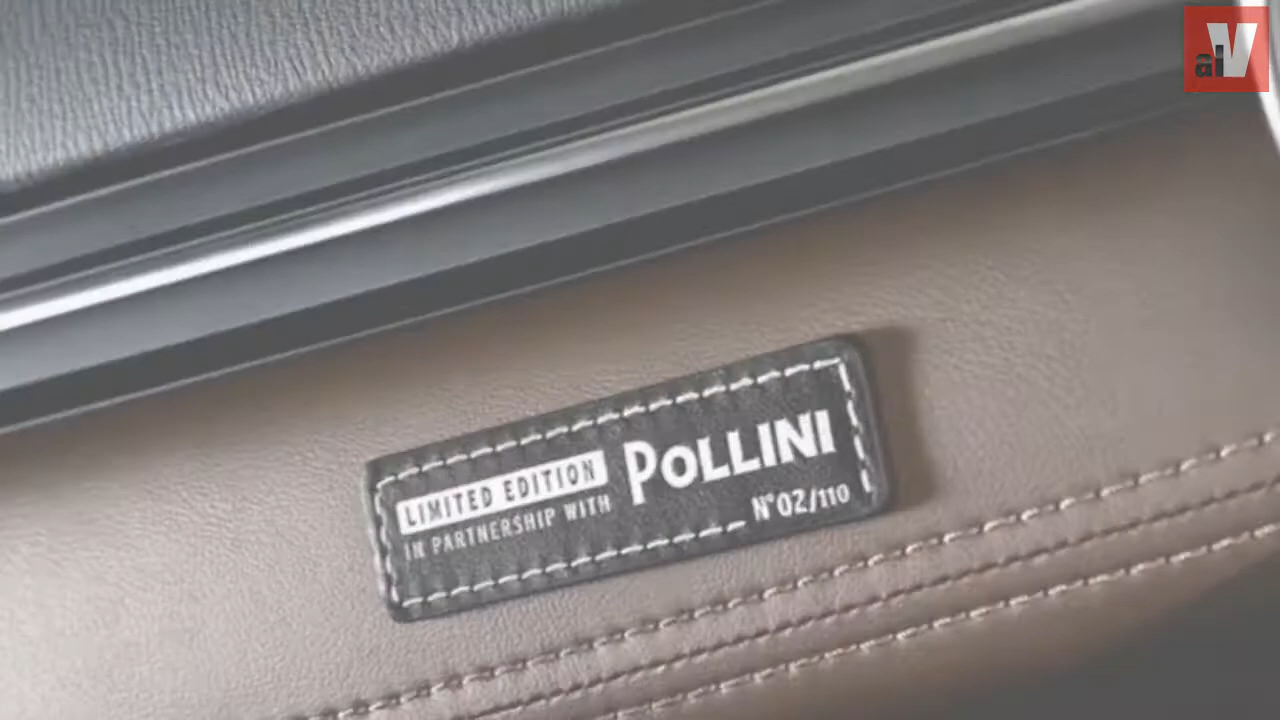 LIMITED EDITION
IN PARTNERSHIP WITH
POLLINI
N°02/110
alV